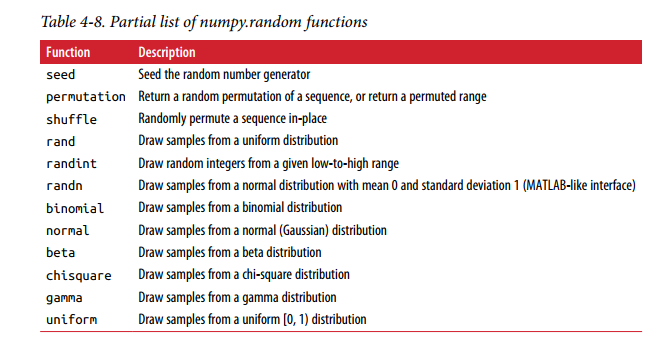 Table 4-8. Partial list of numpy.random functions
Function Description
seed Seed the random number generator
permutation Return a random permutation of a sequence, or return a permuted range
shuffle Randomly permute a sequence in-place
rand Draw samples from a uniform distribution
randint Draw random integers from a given low-to-high range
randn Draw samples from a normal distribution with mean 0 and standard deviation 1 (MATLAB-like interface)
binomial Draw samples from a binomial distribution
normal Draw samples from a normal (Gaussian) distribution
beta Draw samples from a beta distribution
chisquare Draw samples from a chi-square distribution
gamma Draw samples from a gamma distribution
uniform Draw samples from a uniform [0, 1) distribution